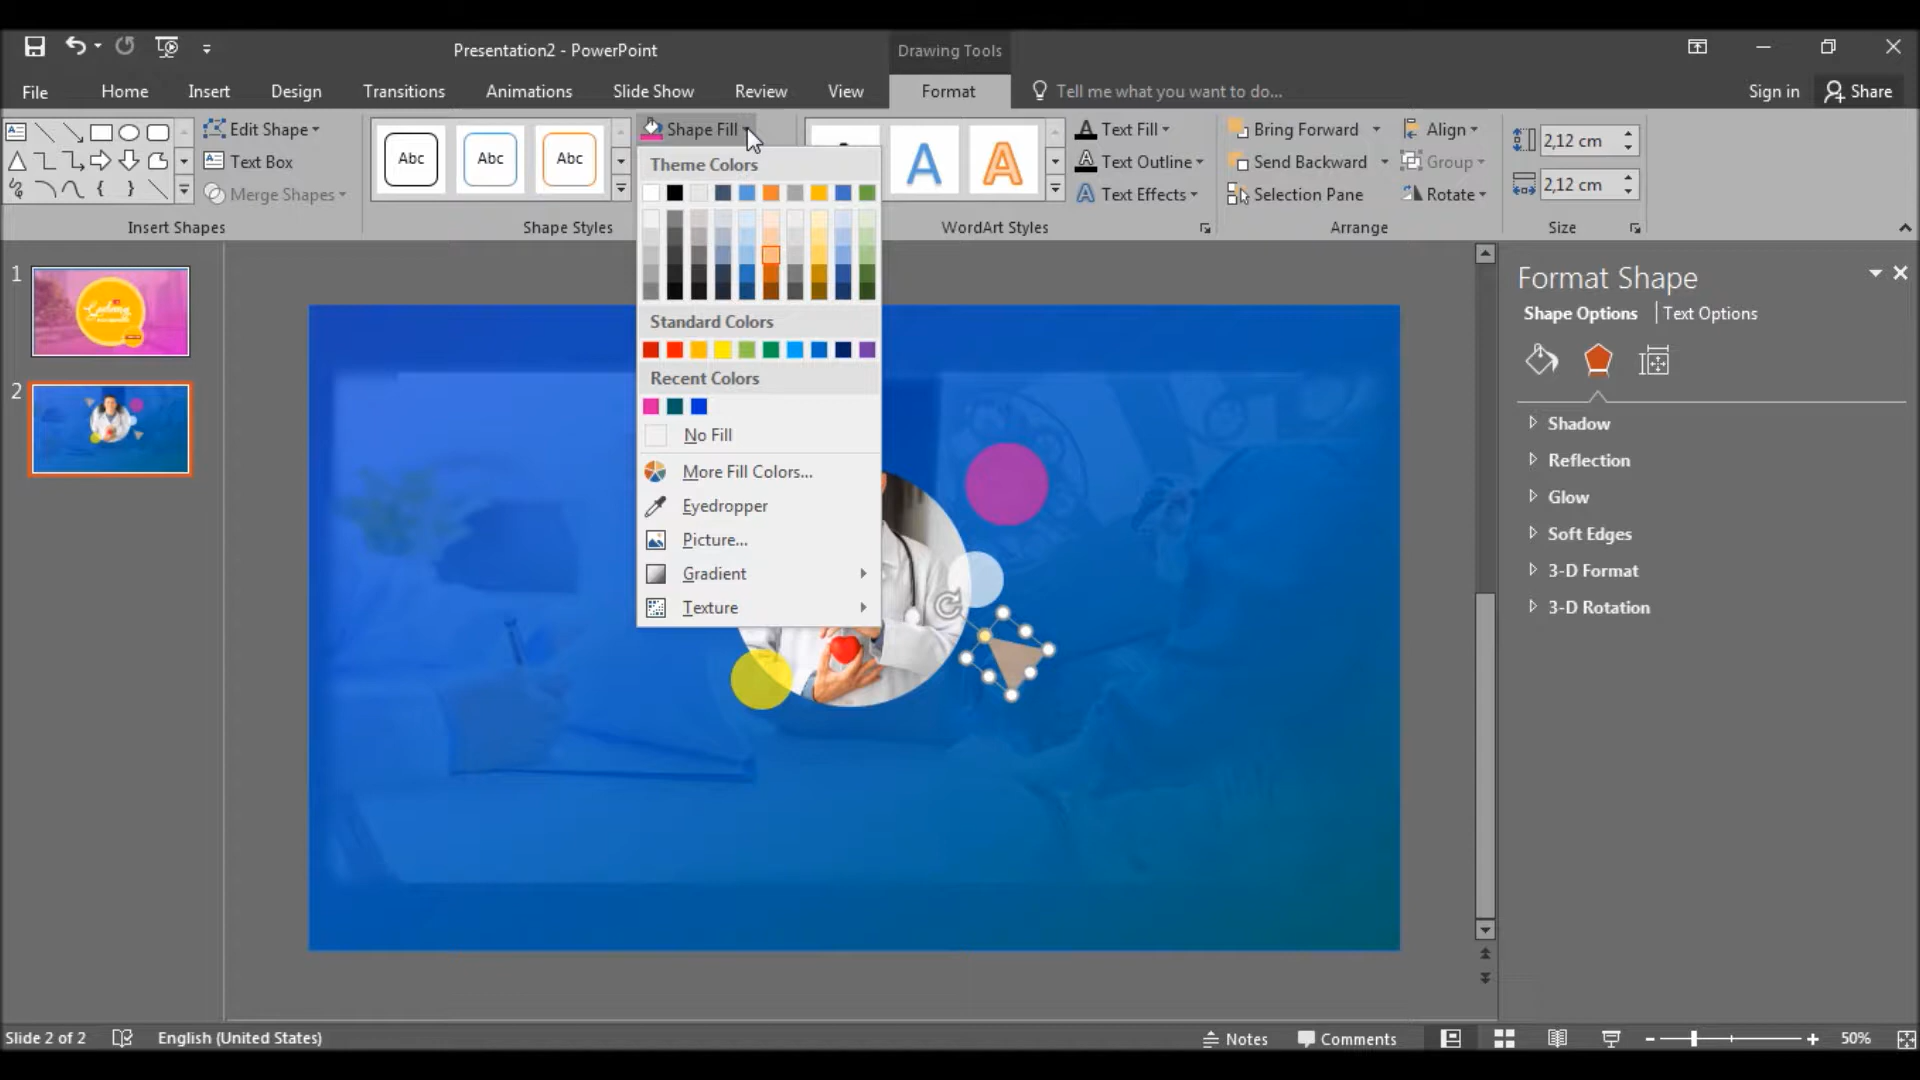 Presentation2 - PowerPoint
Drawing Tools
File
Home
Insert
Design
Transitions
Animations
Slide Show
Review
View
Format
Tell me what you want to do...
Sign in
Share
Edit Shape
Text Box
Merge Shapes
Insert Shapes
Abc
Abc
Abc
Shape Styles
Shape Fill
A
A
Text Fill
Text Outline
Text Effects
WordArt Styles
Bring Forward
Send Backward
Selection Pane
Align
Group
Rotate
Arrange
2,12 cm
2,12 cm
Size
Theme Colors
Standard Colors
Recent Colors
No Fill
More Fill Colors...
Eyedropper
Picture...
Gradient
Texture
1
2
Format Shape
Shape Options
Text Options
Shadow
Reflection
Glow
Soft Edges
3-D Format
3-D Rotation
Slide 2 of 2
English (United States)
Notes
Comments
50%